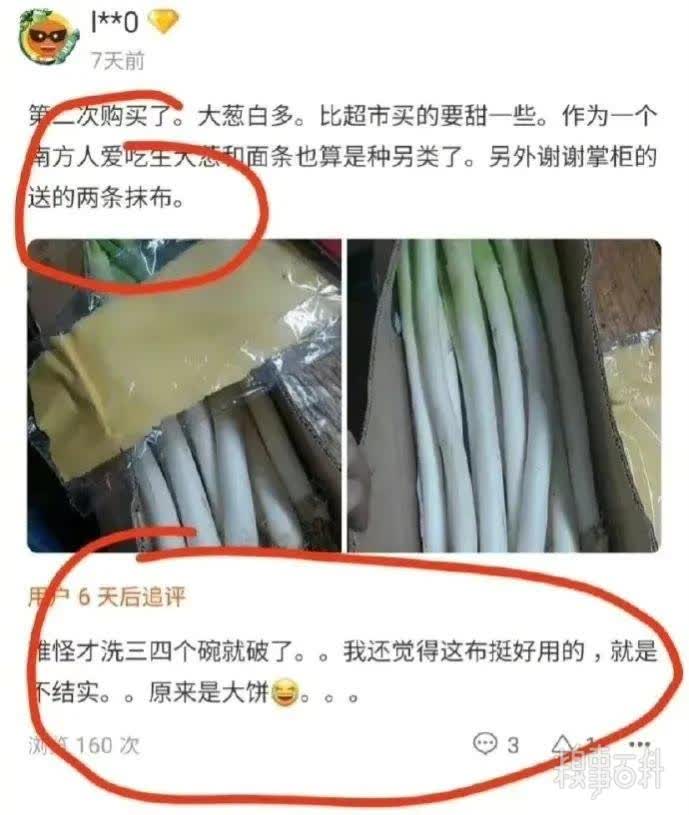 l**0
7天前
第二次购买了。大葱白多。比超市买的要甜一些。作为一个
南方人爱吃生大葱和面条也算是种另类了。另外谢谢掌柜的
送的两条抹布。
用户 6 天后追评
难怪才洗三四个碗就破了。。我还觉得这布挺好用的，就是
不结实。。原来是大饼😆。。。
浏览 160 次
3
1
糗事百科